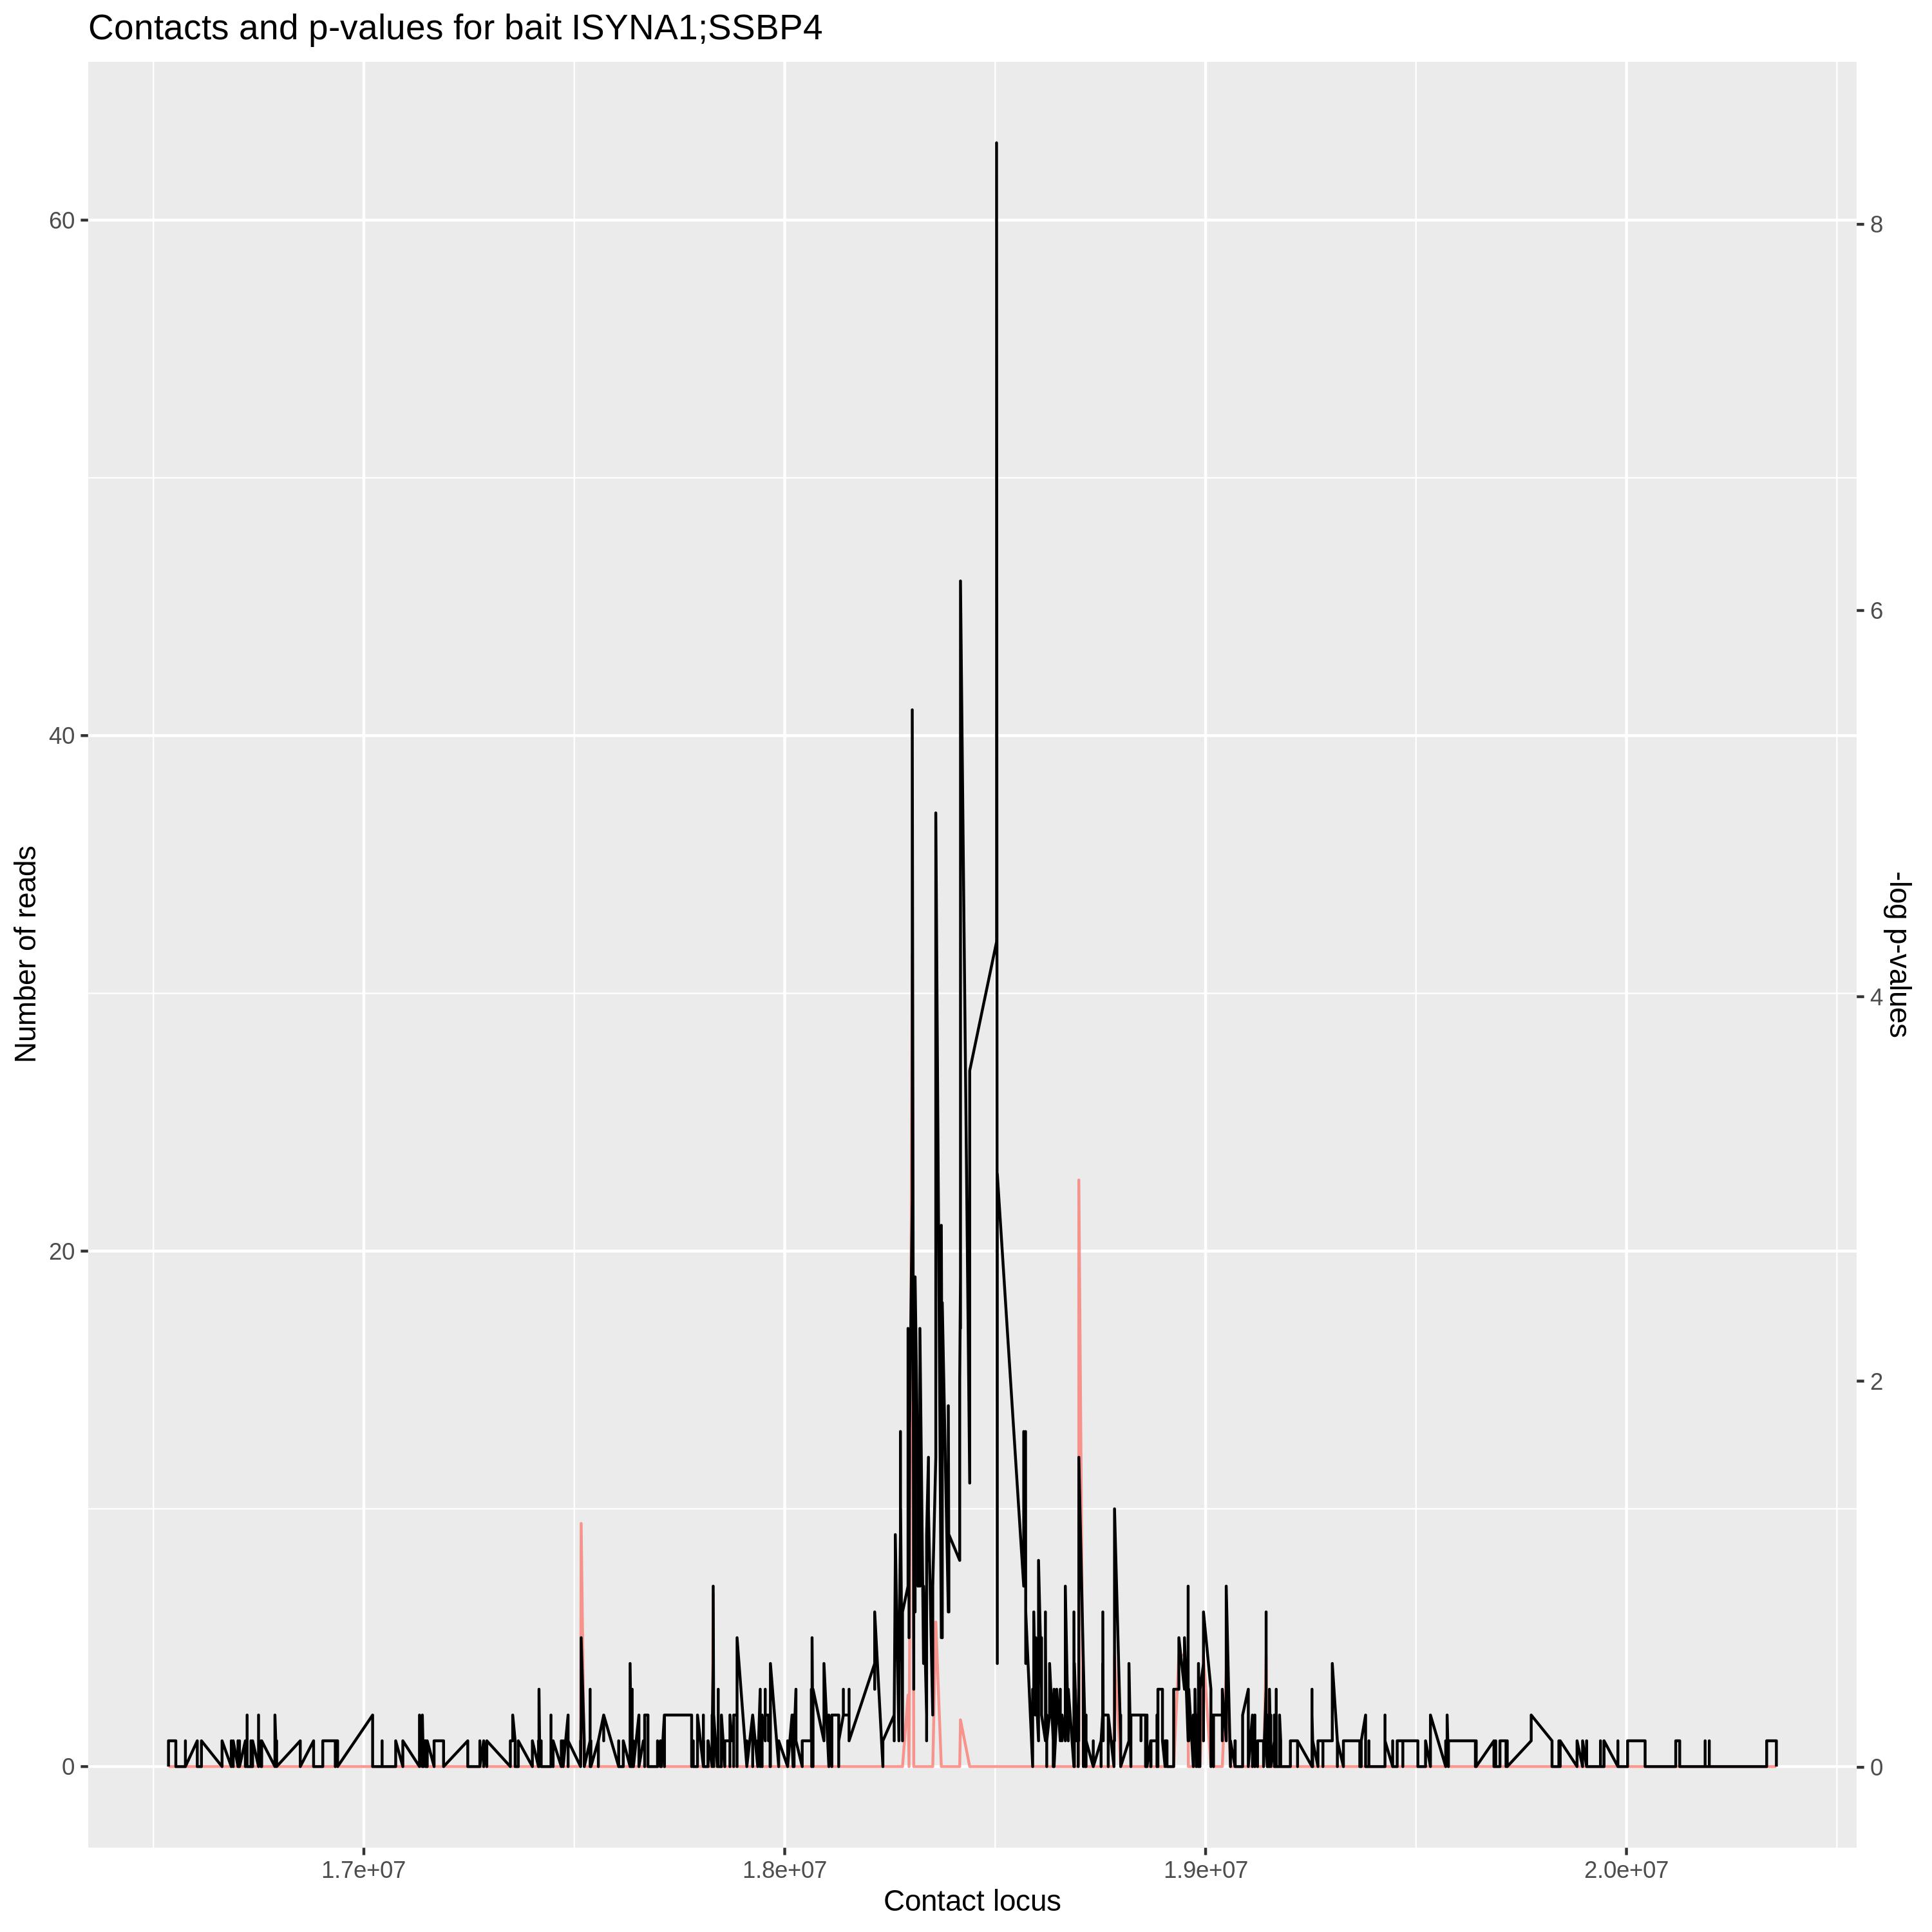 Contacts and p-values for bait ISYNA1;SSBP4
60
40
20
0
8
6
4
2
0
Number of reads
-log p-values
1.7e+07
1.8e+07
1.9e+07
2.0e+07
Contact locus